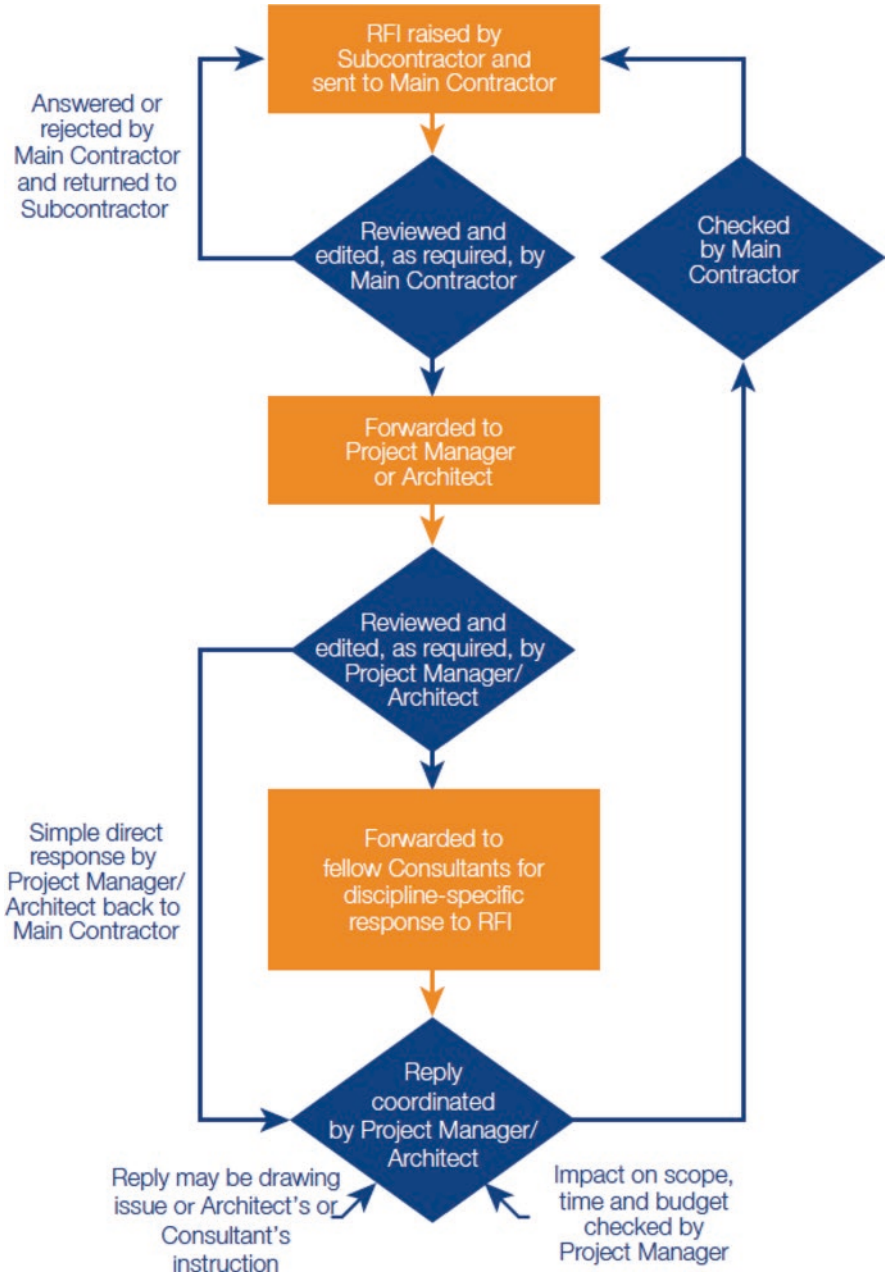 RFI raised by
Subcontractor and
sent to Main Contractor
Answered or
rejected by
Main Contractor
and returned to
Subcontractor
Reviewed and
edited, as required, by
Main Contractor
Checked
by Main
Contractor
Forwarded to
Project Manager
or Architect
Reviewed and
edited, as required, by
Project Manager/
Architect
Simple direct
response by
Project Manager/
Architect back to
Main Contractor
Forwarded to
fellow Consultants for
discipline-specific
response to RFI
Reply
coordinated
by Project Manager/
Architect
Reply may be drawing
issue or Architect's or
Consultant's
instruction
Impact on scope,
time and budget
checked by
Project Manager